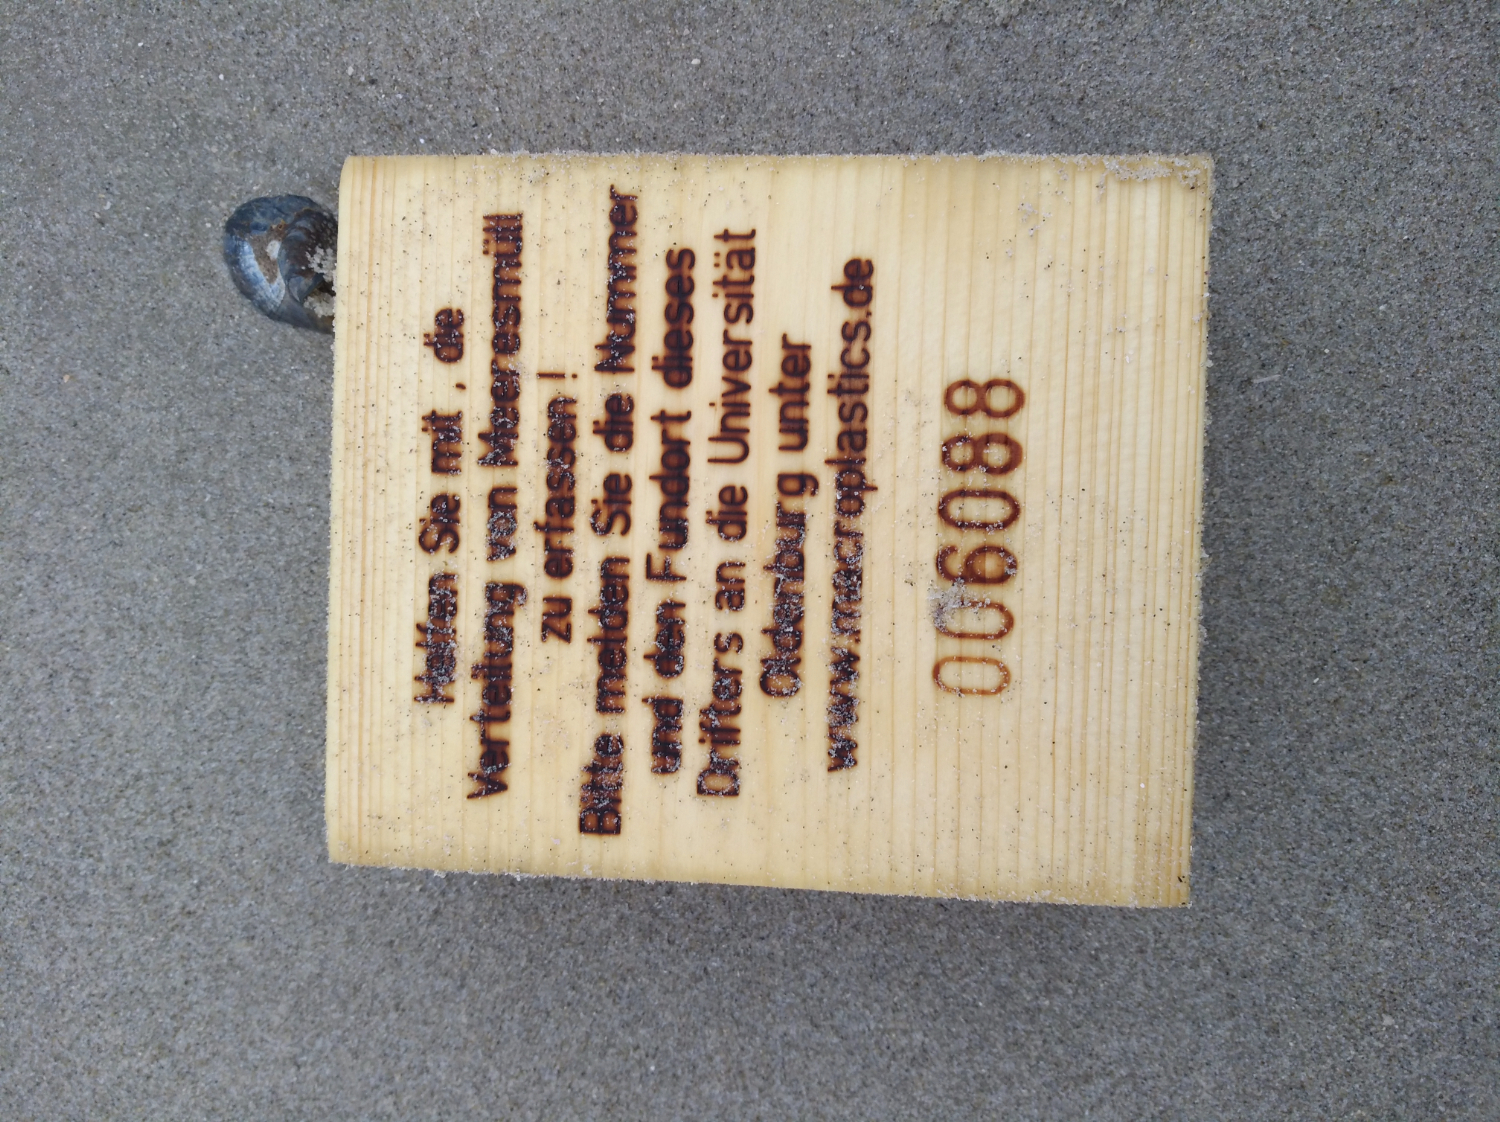 Helfen Sie mit , de
Verteilung von Meeresmüll
zu erfassen !
Bitte melden Sie die Nummer
und den Fundort dieses
Drifters an die Universität
Oldenburg unter
www.macroplastics.de
006088